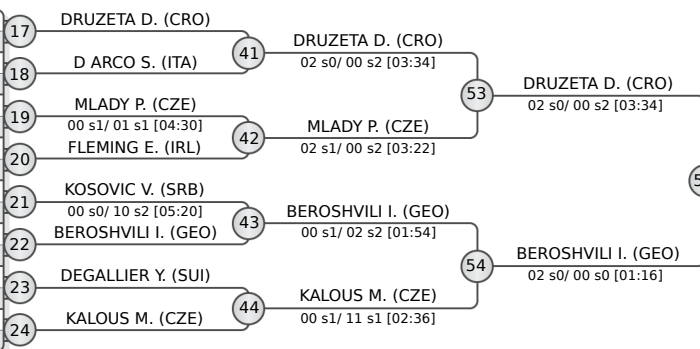 17
DRUZETA D. (CRO)
18
D ARCO S. (ITA)
41
DRUZETA D. (CRO)
02 s0/ 00 s2 [03:34]
19
MLADY P. (CZE)
00 s1/ 01 s1 [04:30]
20
FLEMING E. (IRL)
42
MLADY P. (CZE)
02 s1/ 00 s2 [03:22]
53
DRUZETA D. (CRO)
02 s0/ 00 s2 [03:34]
21
KOSOVIC V. (SRB)
00 s0/ 10 s2 [05:20]
22
BEROSHVILI I. (GEO)
43
BEROSHVILI I. (GEO)
00 s1/ 02 s2 [01:54]
23
DEGALLIER Y. (SUI)
24
KALOUS M. (CZE)
44
KALOUS M. (CZE)
00 s1/ 11 s1 [02:36]
54
BEROSHVILI I. (GEO)
02 s0/ 00 s0 [01:16]